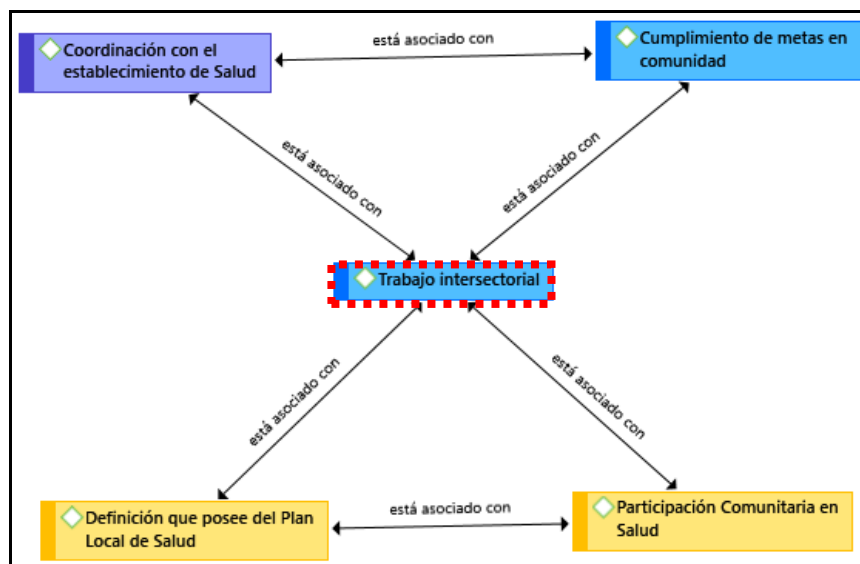 Coordinación con el
establecimiento de Salud
está asociado con
Cumplimiento de metas en
comunidad
está asociado con
está asociado con
Trabajo intersectorial
está asociado con
está asociado con
Definición que posee del Plan
Local de Salud
está asociado con
Participación Comunitaria en
Salud